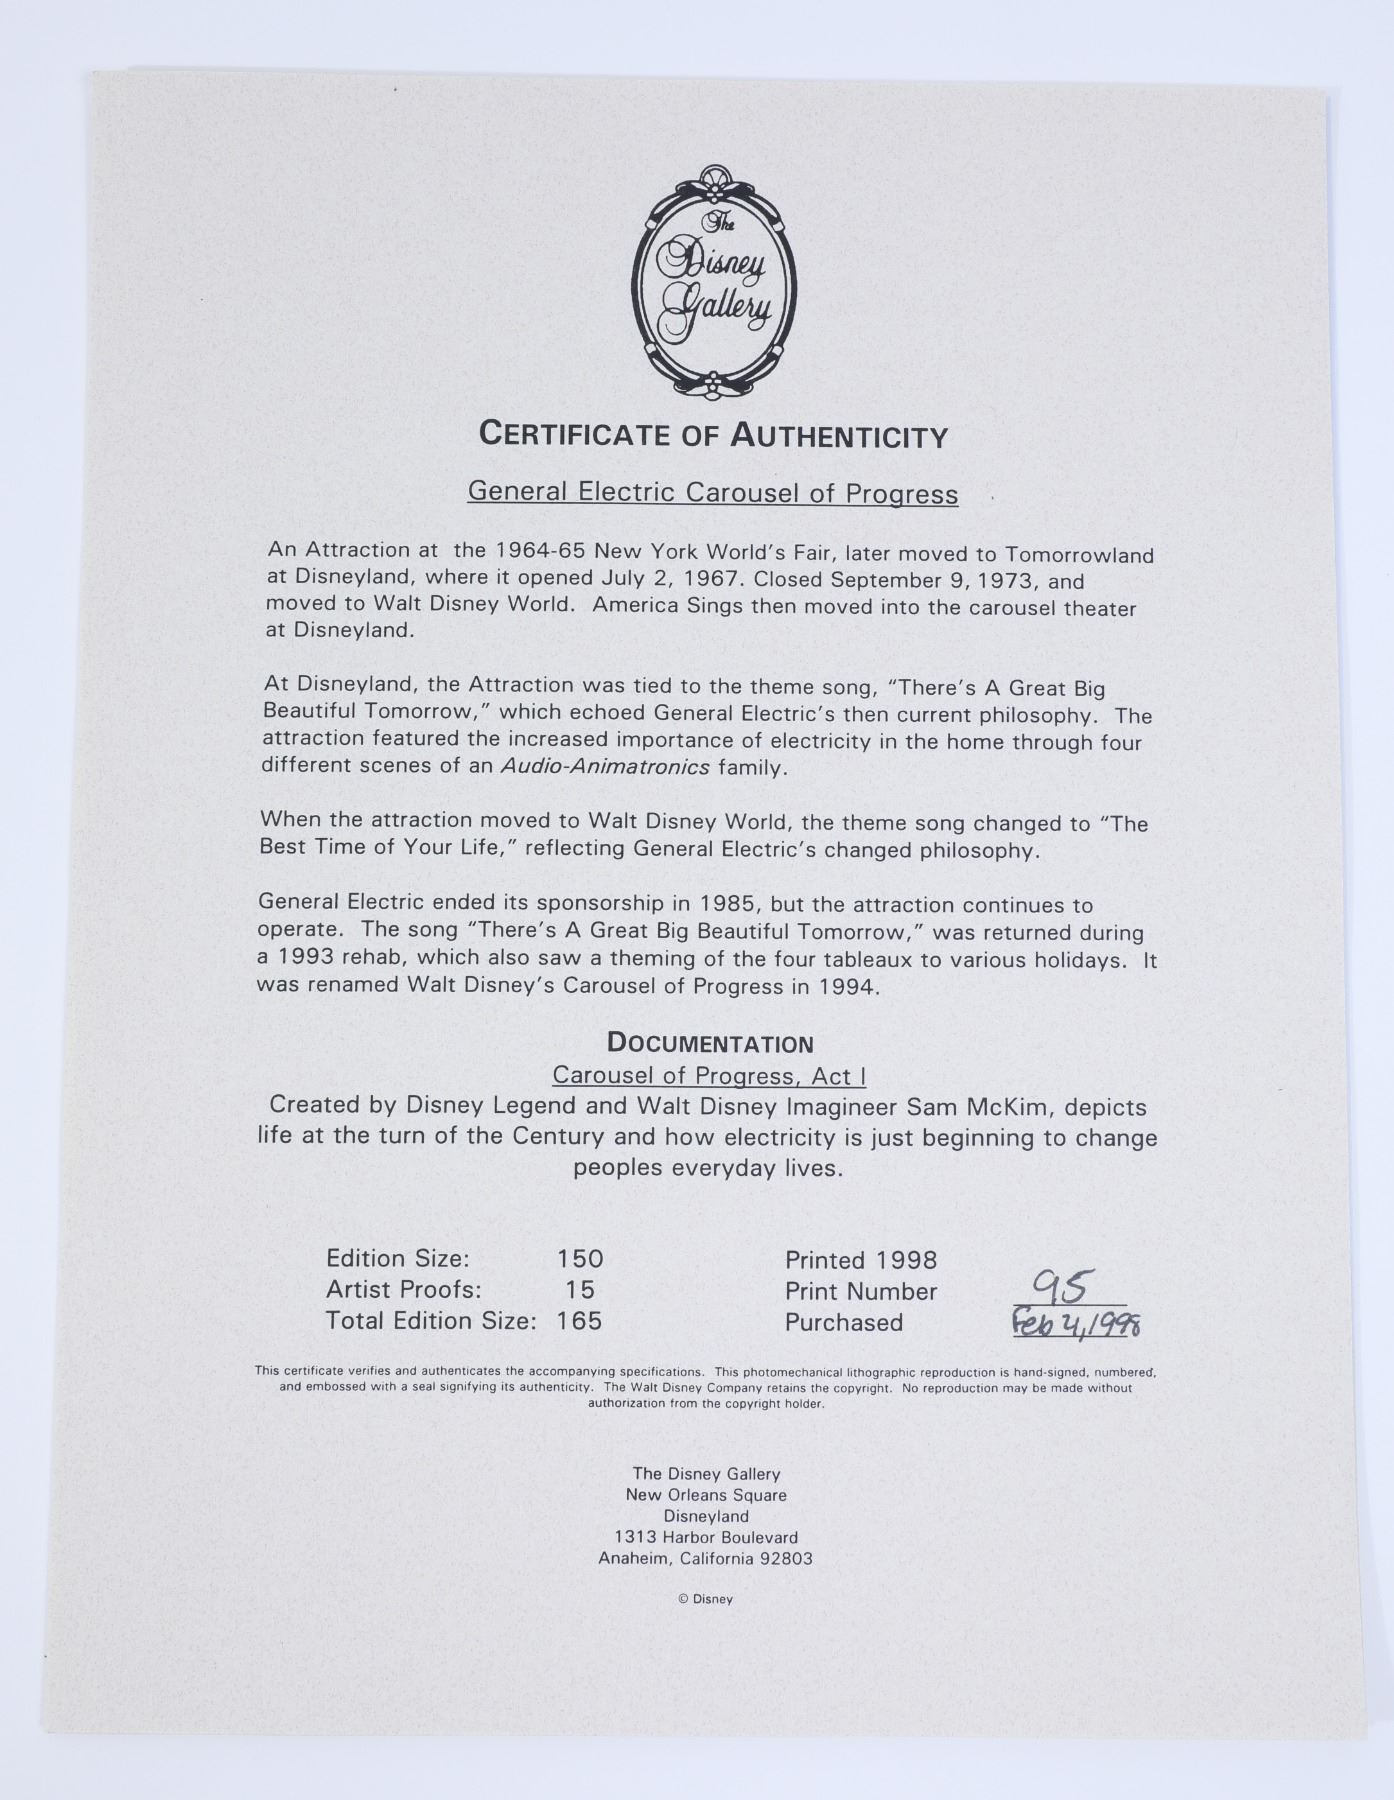 The
Disney
Gallery
CERTIFICATE OF AUTHENTICITY
General Electric Carousel of Progress
An Attraction at the 1964-65 New York World's Fair, later moved to Tomorrowland
at Disneyland, where it opened July 2, 1967. Closed September 9, 1973, and
moved to Walt Disney World. America Sings then moved into the carousel theater
at Disneyland.
At Disneyland, the Attraction was tied to the theme song, “There's A Great Big
Beautiful Tomorrow,” which echoed General Electric's then current philosophy. The
attraction featured the increased importance of electricity in the home through four
different scenes of an Audio-Animatronics family.
When the attraction moved to Walt Disney World, the theme song changed to “The
Best Time of Your Life,” reflecting General Electric's changed philosophy.
General Electric ended its sponsorship in 1985, but the attraction continues to
operate. The song “There's A Great Big Beautiful Tomorrow,” was returned during
a 1993 rehab, which also saw a theming of the four tableaux to various holidays. It
was renamed Walt Disney's Carousel of Progress in 1994.
DOCUMENTATION
Carousel of Progress, Act I
Created by Disney Legend and Walt Disney Imagineer Sam McKim, depicts
life at the turn of the Century and how electricity is just beginning to change
peoples everyday lives.
Edition Size: 150
Artist Proofs: 15
Total Edition Size: 165
Printed 1998
Print Number 95
Purchased Feb 4, 1998
This certificate verifies and authenticates the accompanying specifications. This photomechanical lithographic reproduction is hand-signed, numbered,
and embossed with a seal signifying its authenticity. The Walt Disney Company retains the copyright. No reproduction may be made without
authorization from the copyright holder.
The Disney Gallery
New Orleans Square
Disneyland
1313 Harbor Boulevard
Anaheim, California 92803
© Disney